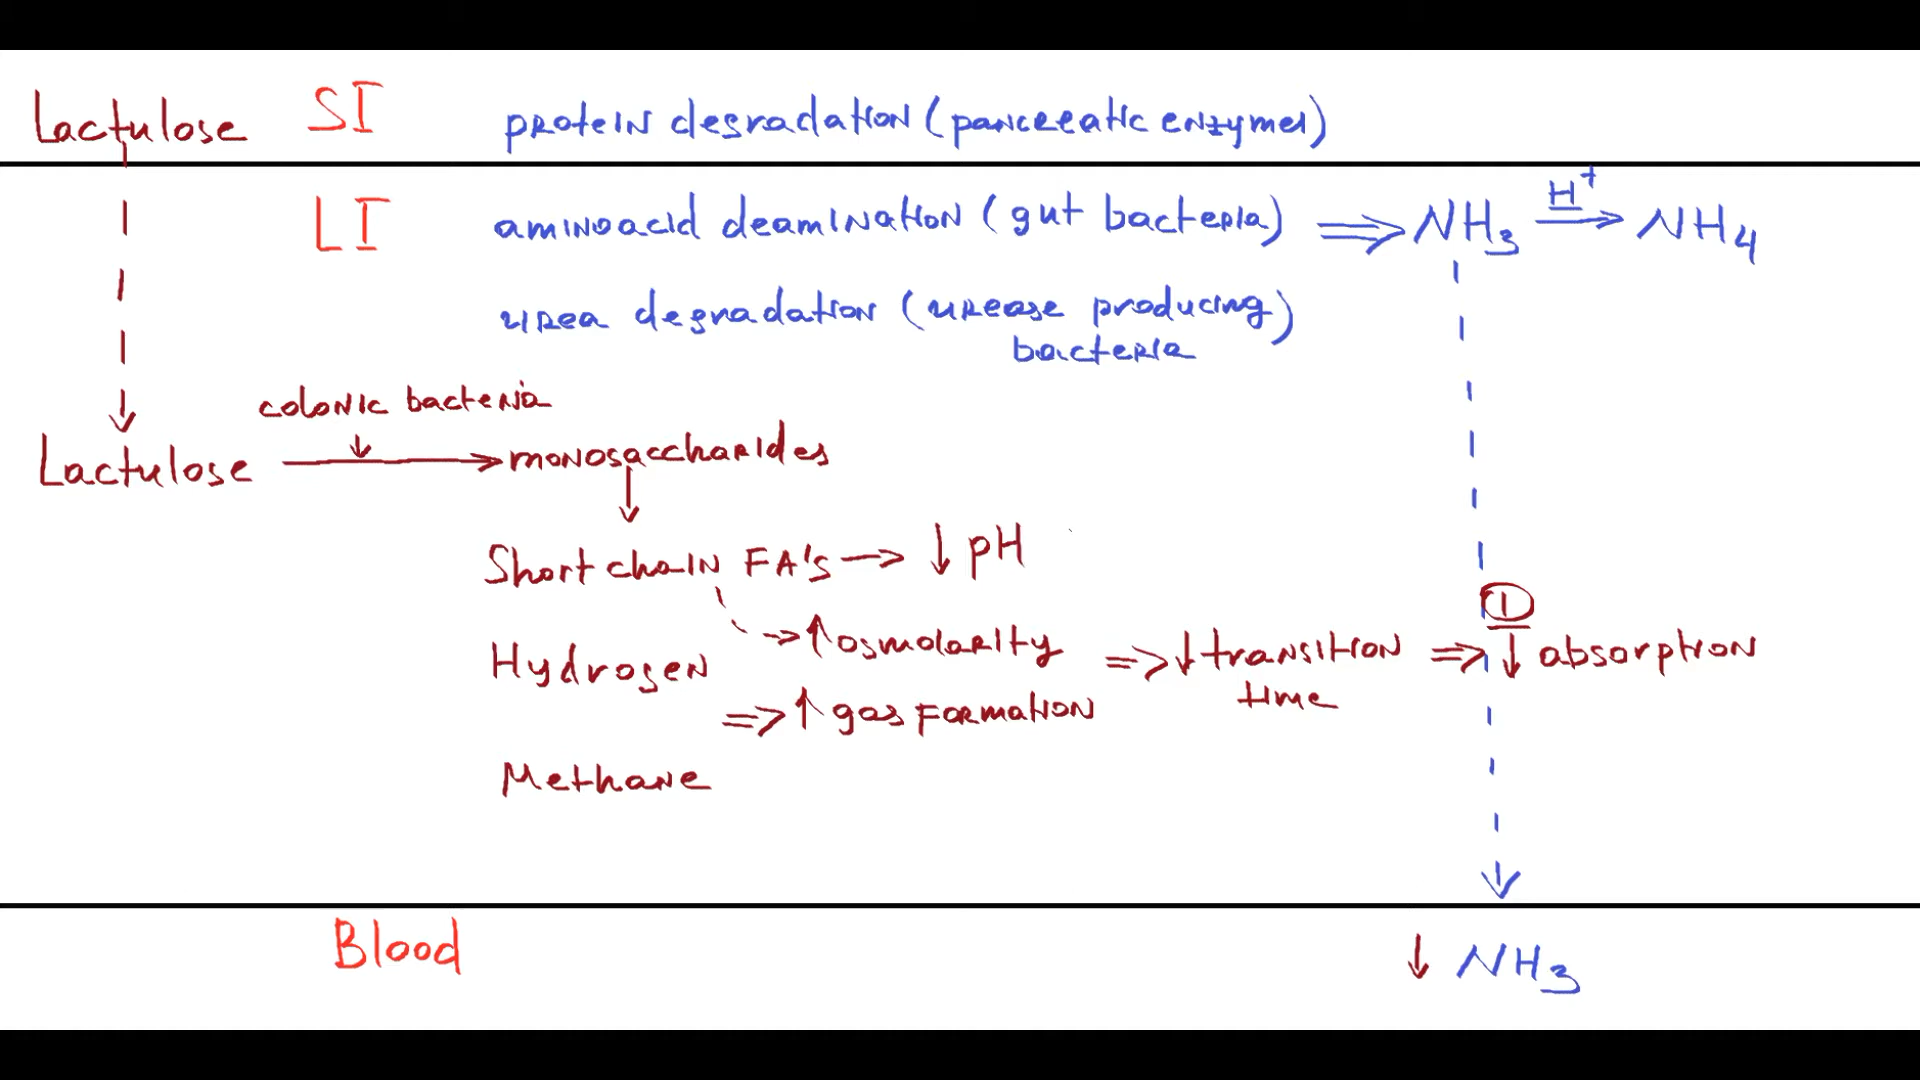 Lactulose SI protein degradation (pancreatic enzymes)
LI aminoacid deamination (gut bacteria) ⇒ NH3 H+ → NH4
urea degradation (urease producing)
bacteria
colonic bacteria
Lactulose → monosaccharides
Short chain FA's → ↓ pH
1
Hydrogen → ↑ osmolarity ⇒ ↓ transition ⇒ ↓ absorption
time
⇒ ↑ gas formation
Methane
Blood ↓ NH3